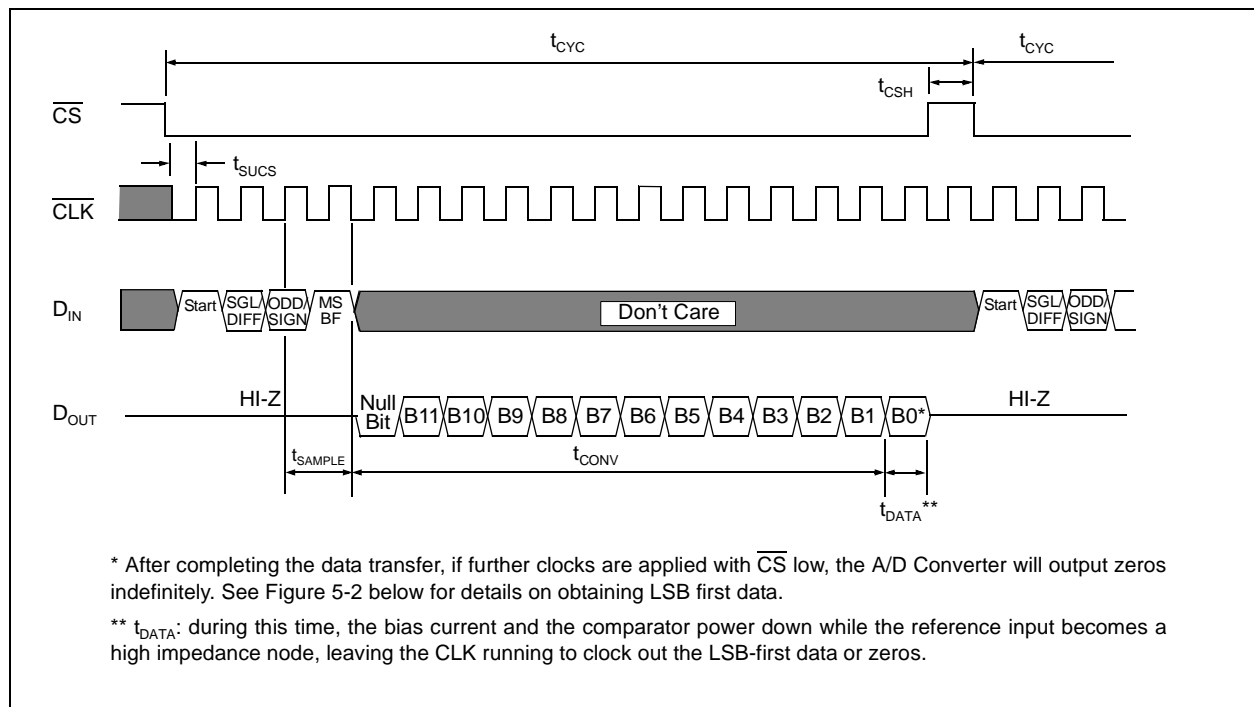 tCYC tCYC
tCSH
CS
tSUCS
CLK
DIN Start SGL/ DIFF ODD/ SIGN MS BF Don't Care Start SGL/ DIFF ODD/ SIGN
HI-Z HI-Z
DOUT Null Bit B11 B10 B9 B8 B7 B6 B5 B4 B3 B2 B1 B0*
tSAMPLE tCONV
tDATA**
* After completing the data transfer, if further clocks are applied with CS low, the A/D Converter will output zeros
indefinitely. See Figure 5-2 below for details on obtaining LSB first data.
** tDATA: during this time, the bias current and the comparator power down while the reference input becomes a
high impedance node, leaving the CLK running to clock out the LSB-first data or zeros.